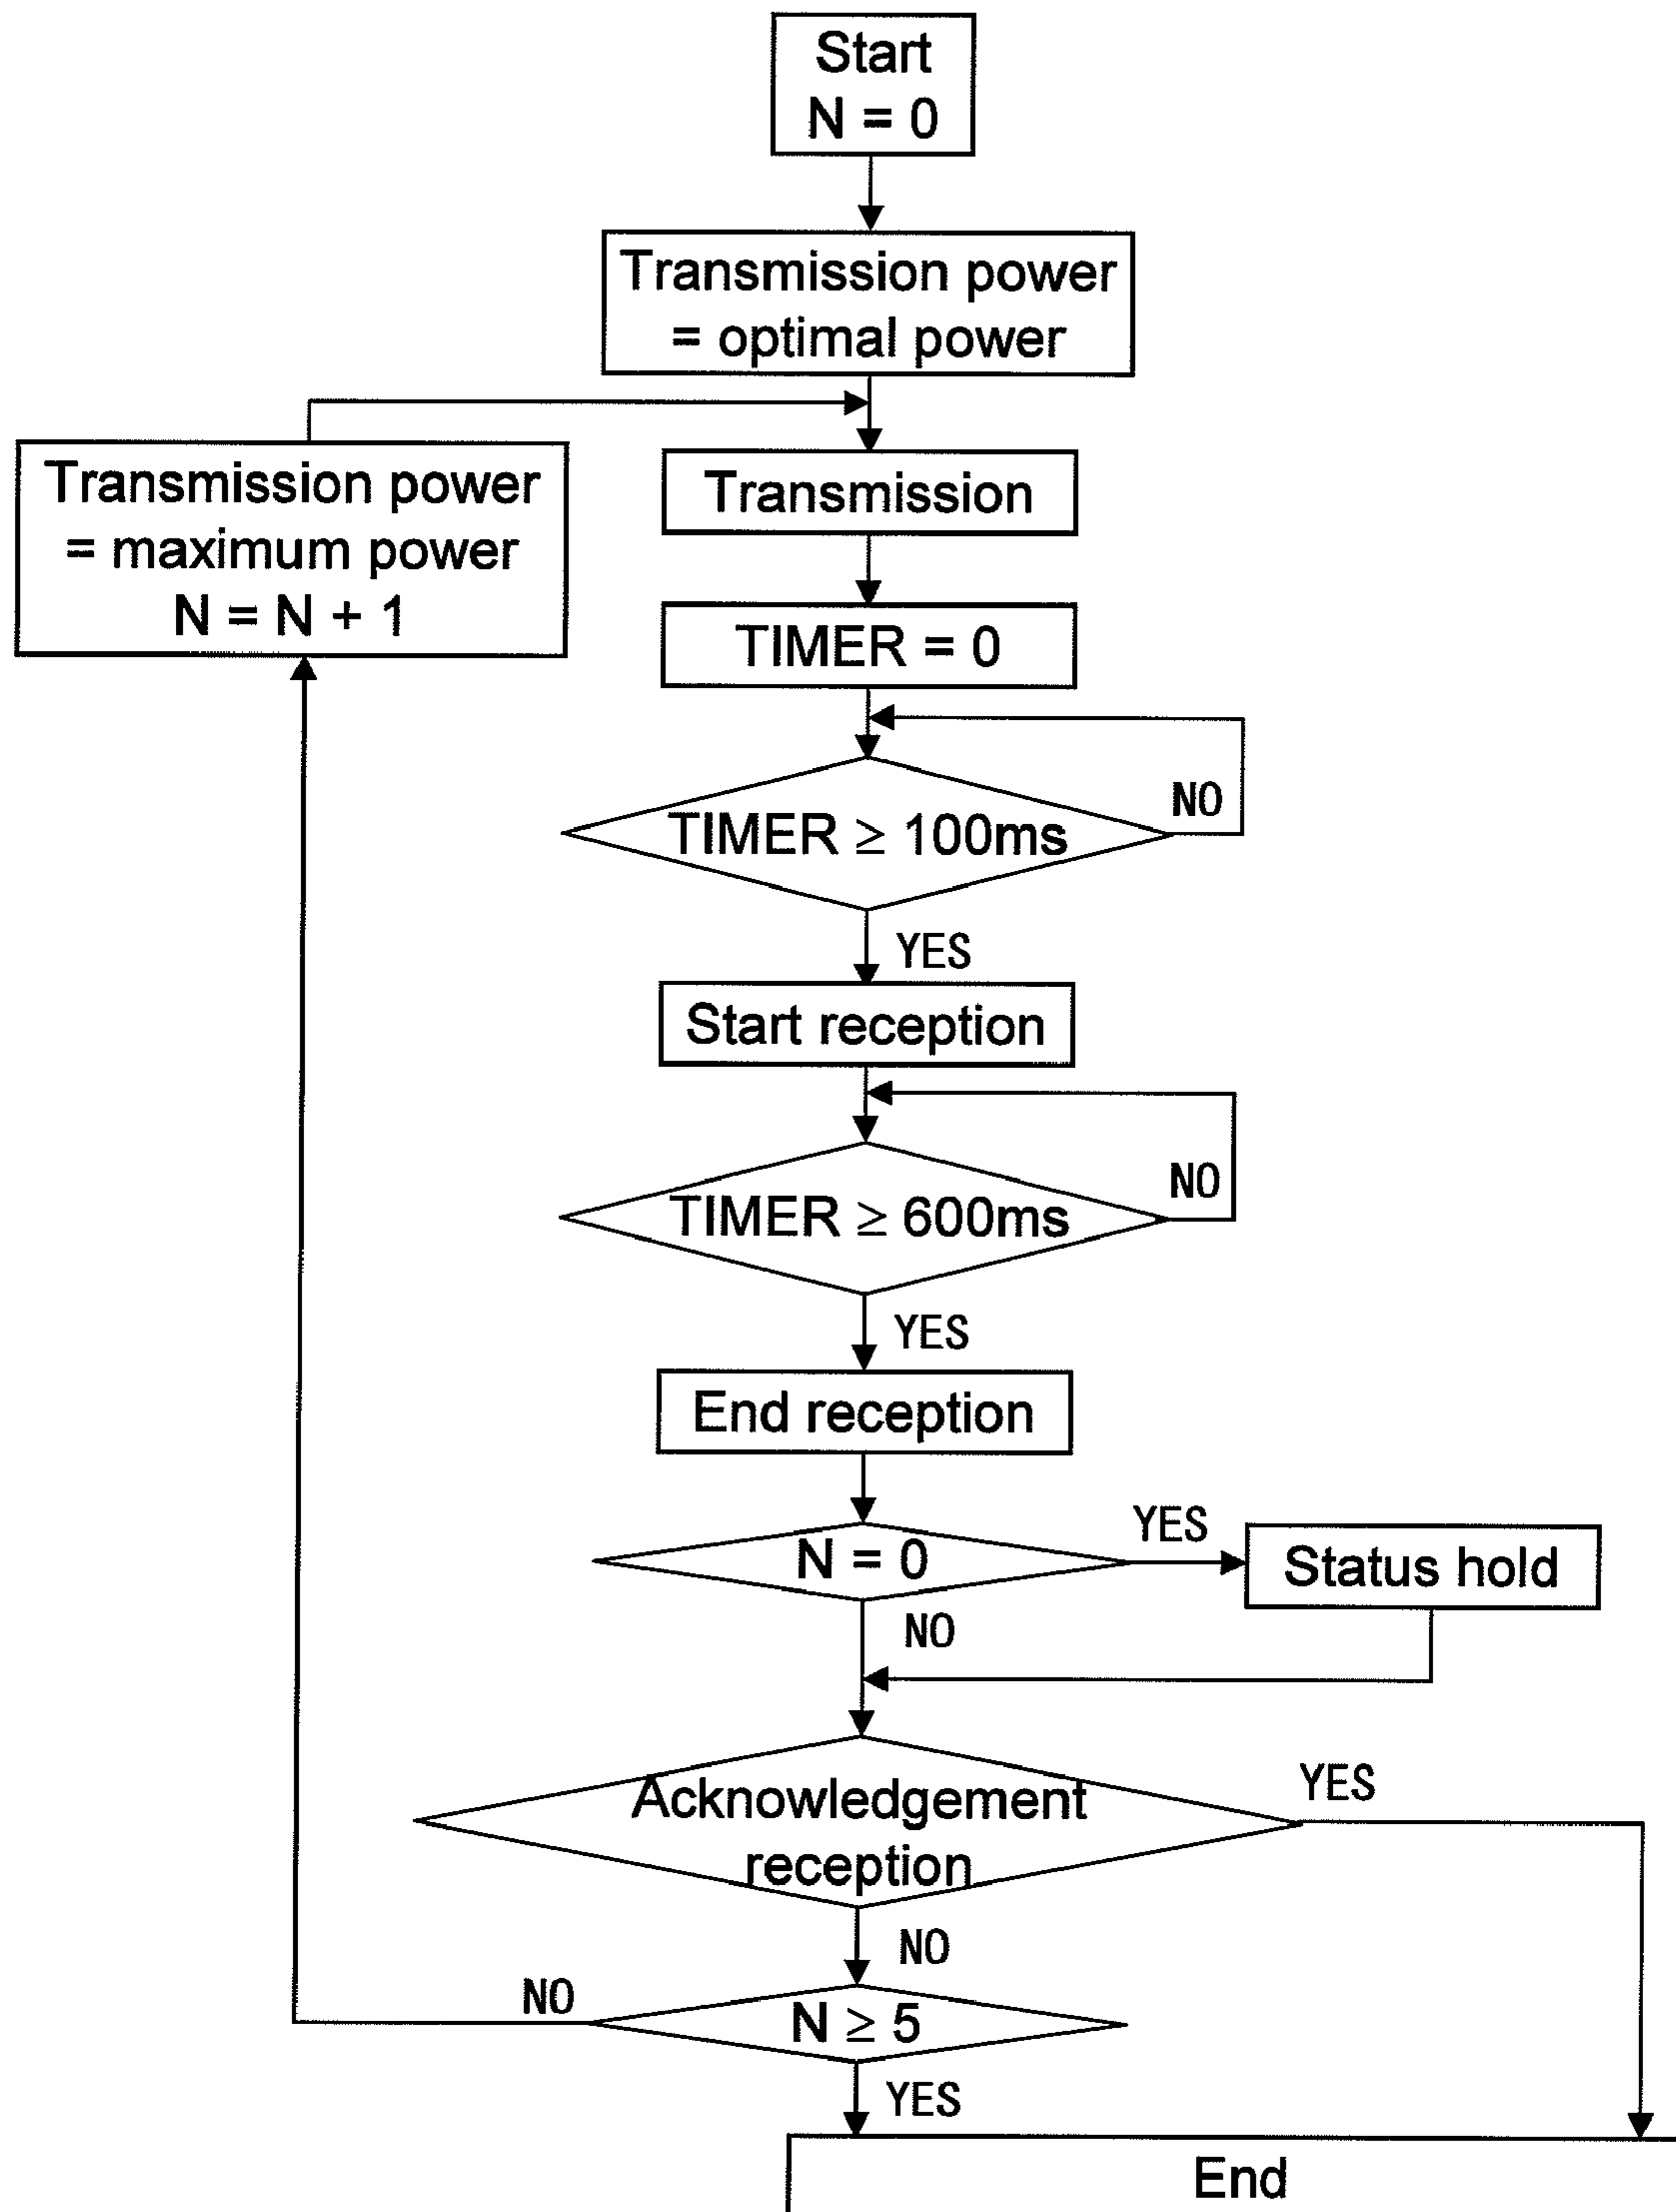 Start
N = 0
Transmission power
= optimal power
Transmission power
= maximum power
N = N + 1
Transmission
TIMER = 0
TIMER ≥ 100ms
NO
YES
Start reception
TIMER ≥ 600ms
NO
YES
End reception
N = 0
YES
Status hold
NO
Acknowledgement
reception
YES
NO
N ≥ 5
NO
YES
End